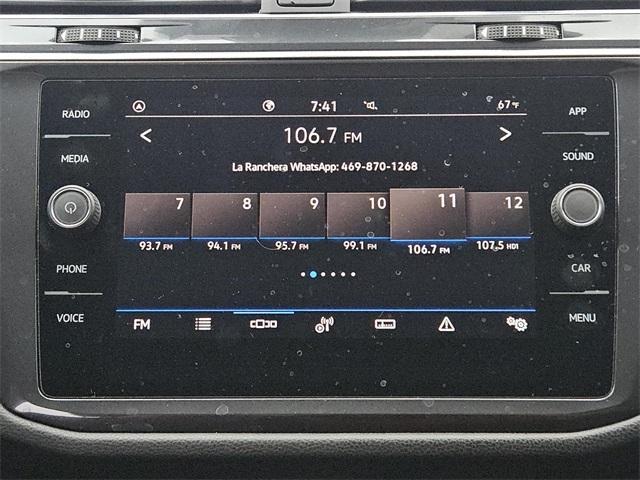 RADIO
MEDIA
PHONE
VOICE
7:41
67°F
106.7 FM
La Ranchera WhatsApp: 469-870-1268
7 8 9 10 11 12
93.7 FM 94.1 FM 95.7 FM 99.1 FM 106.7 FM 107.5 HD1
FM
APP
SOUND
CAR
MENU